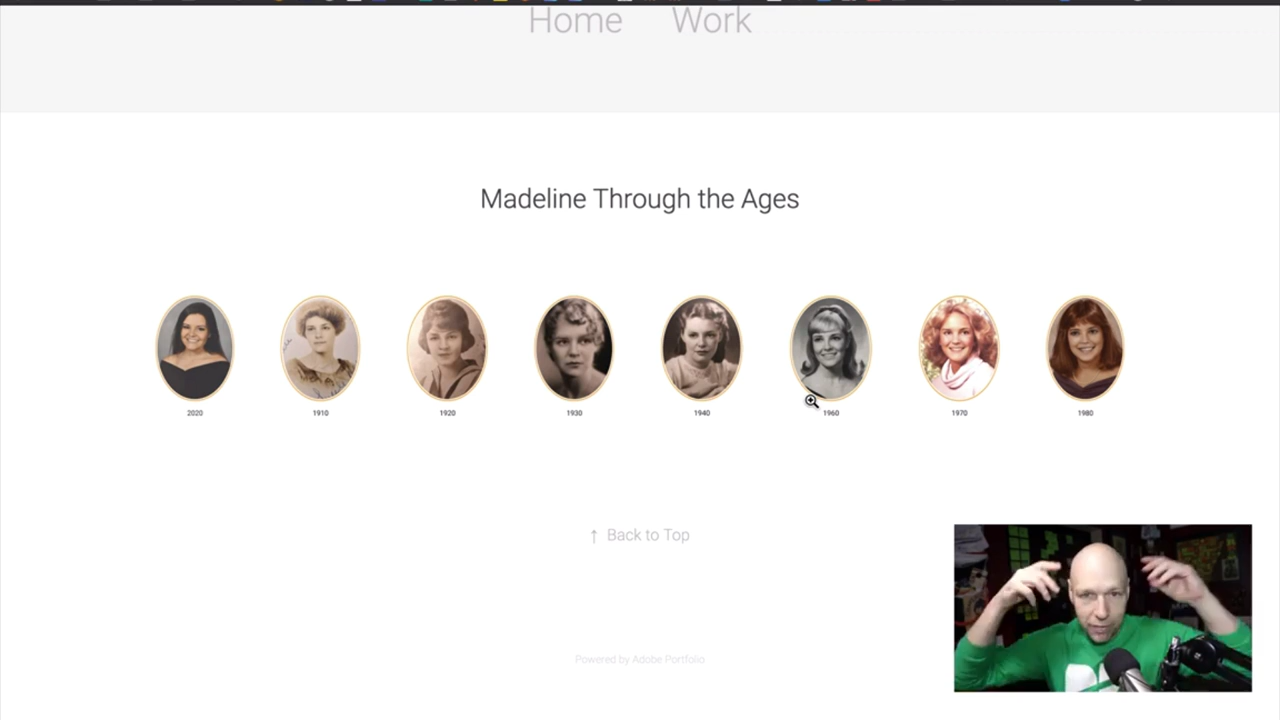 Home Work
Madeline Through the Ages
2020 1910 1920 1930 1940 1960 1970 1980
↑ Back to Top
Powered by Adobe Portfolio